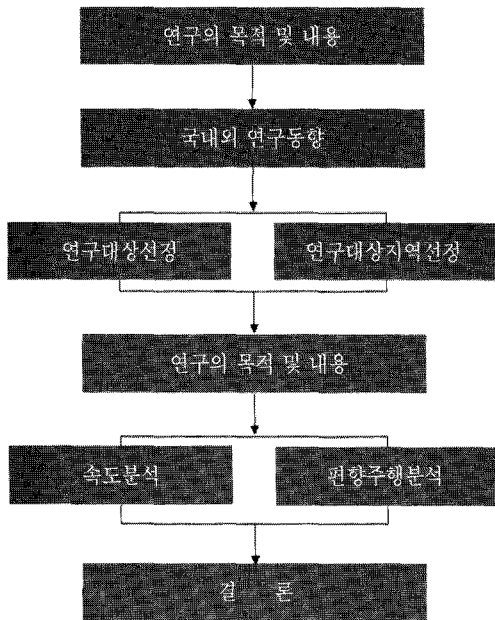 연구의 목적 및 내용
국내외 연구동향
연구대상선정
연구대상지역선정
연구의 목적 및 내용
속도분석
편향주행분석
결 론